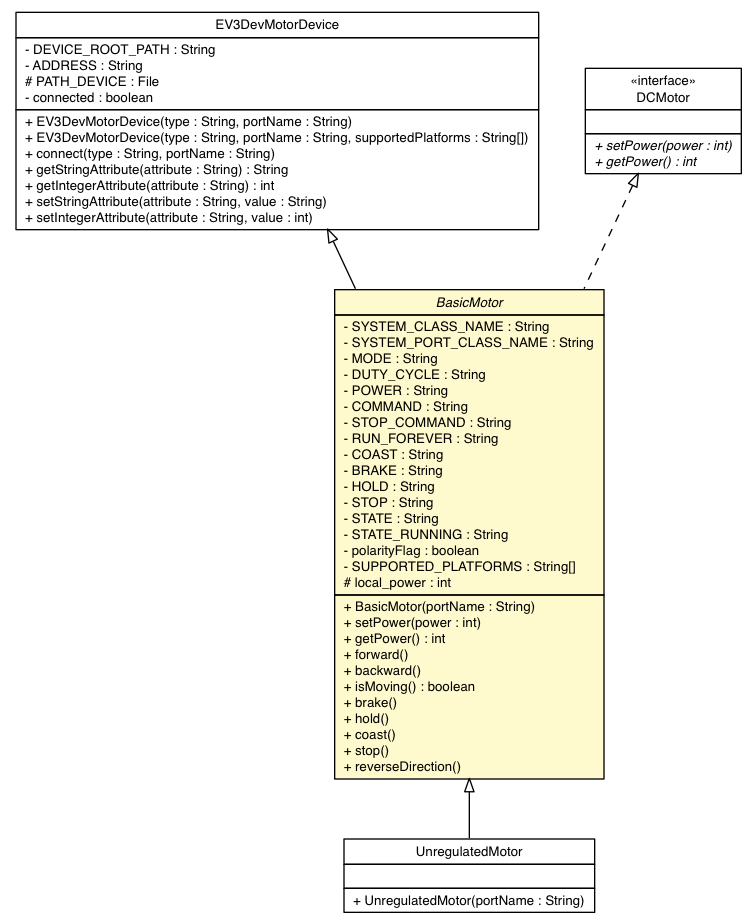 EV3DevMotorDevice
- DEVICE_ROOT_PATH : String
- ADDRESS : String
# PATH_DEVICE : File
- connected : boolean
+ EV3DevMotorDevice(type : String, portName : String)
+ EV3DevMotorDevice(type : String, portName : String, supportedPlatforms : String[])
+ connect(type : String, portName : String)
+ getStringAttribute(attribute : String) : String
+ getIntegerAttribute(attribute : String) : int
+ setStringAttribute(attribute : String, value : String)
+ setIntegerAttribute(attribute : String, value : int)
«interface»
DCMotor
+ setPower(power : int)
+ getPower() : int
BasicMotor
- SYSTEM_CLASS_NAME : String
- SYSTEM_PORT_CLASS_NAME : String
- MODE : String
- DUTY_CYCLE : String
- POWER : String
- COMMAND : String
- STOP_COMMAND : String
- RUN_FOREVER : String
- COAST : String
- BRAKE : String
- HOLD : String
- STOP : String
- STATE : String
- STATE_RUNNING : String
- polarityFlag : boolean
- SUPPORTED_PLATFORMS : String[]
# local_power : int
+ BasicMotor(portName : String)
+ setPower(power : int)
+ getPower() : int
+ forward()
+ backward()
+ isMoving() : boolean
+ brake()
+ hold()
+ coast()
+ stop()
+ reverseDirection()
UnregulatedMotor
+ UnregulatedMotor(portName : String)